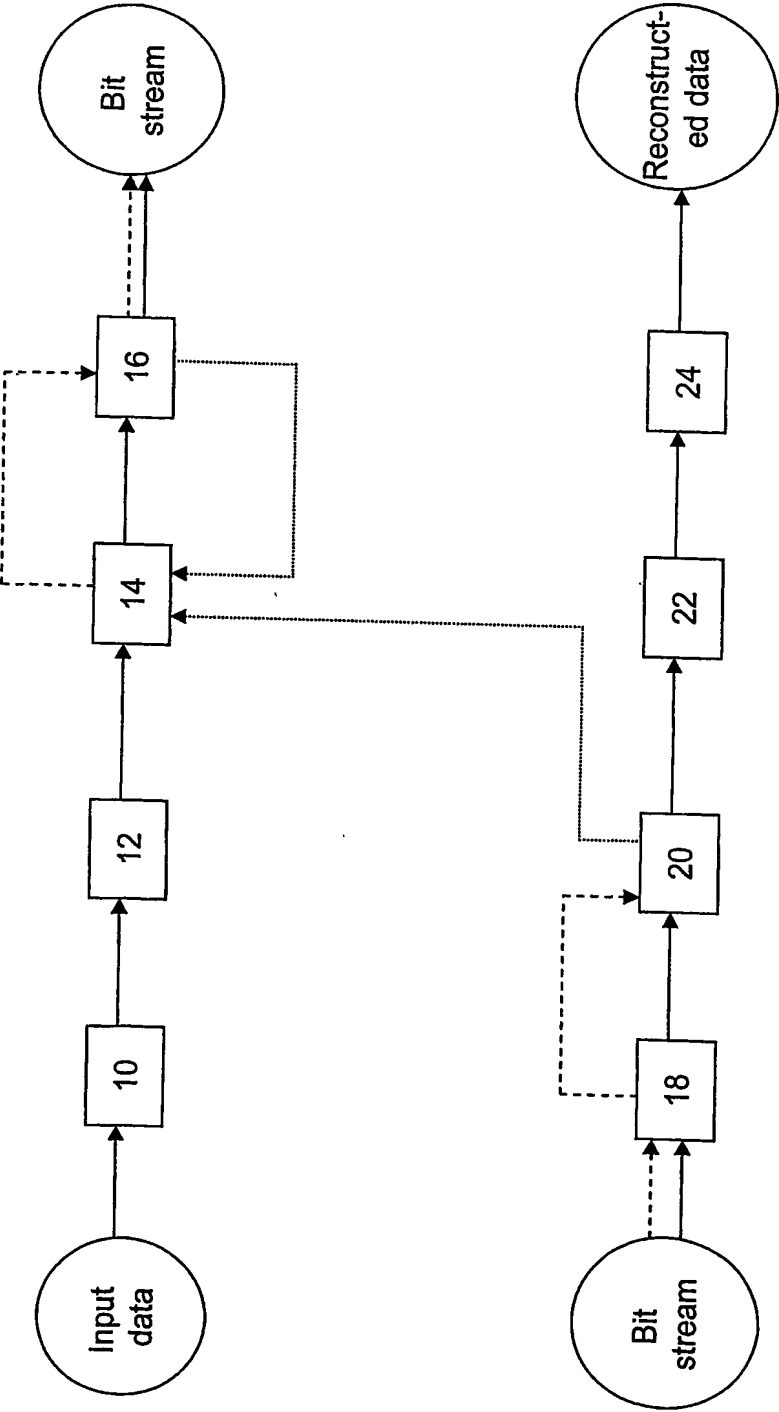 Input
data
10
12
14
16
Bit
stream
Bit
stream
18
20
22
24
Reconstruct-
ed data